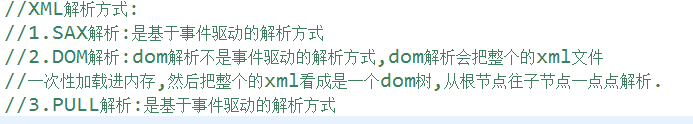 //XML解析方式:
//1.SAX解析:是基于事件驱动的解析方式
//2.DOM解析:dom解析不是事件驱动的解析方式,dom解析会把整个的xml文件
//一次性加载进内存,然后把整个的xml看成是一个dom树,从根节点往子节点一点点解析.
//3.PULL解析:是基于事件驱动的解析方式